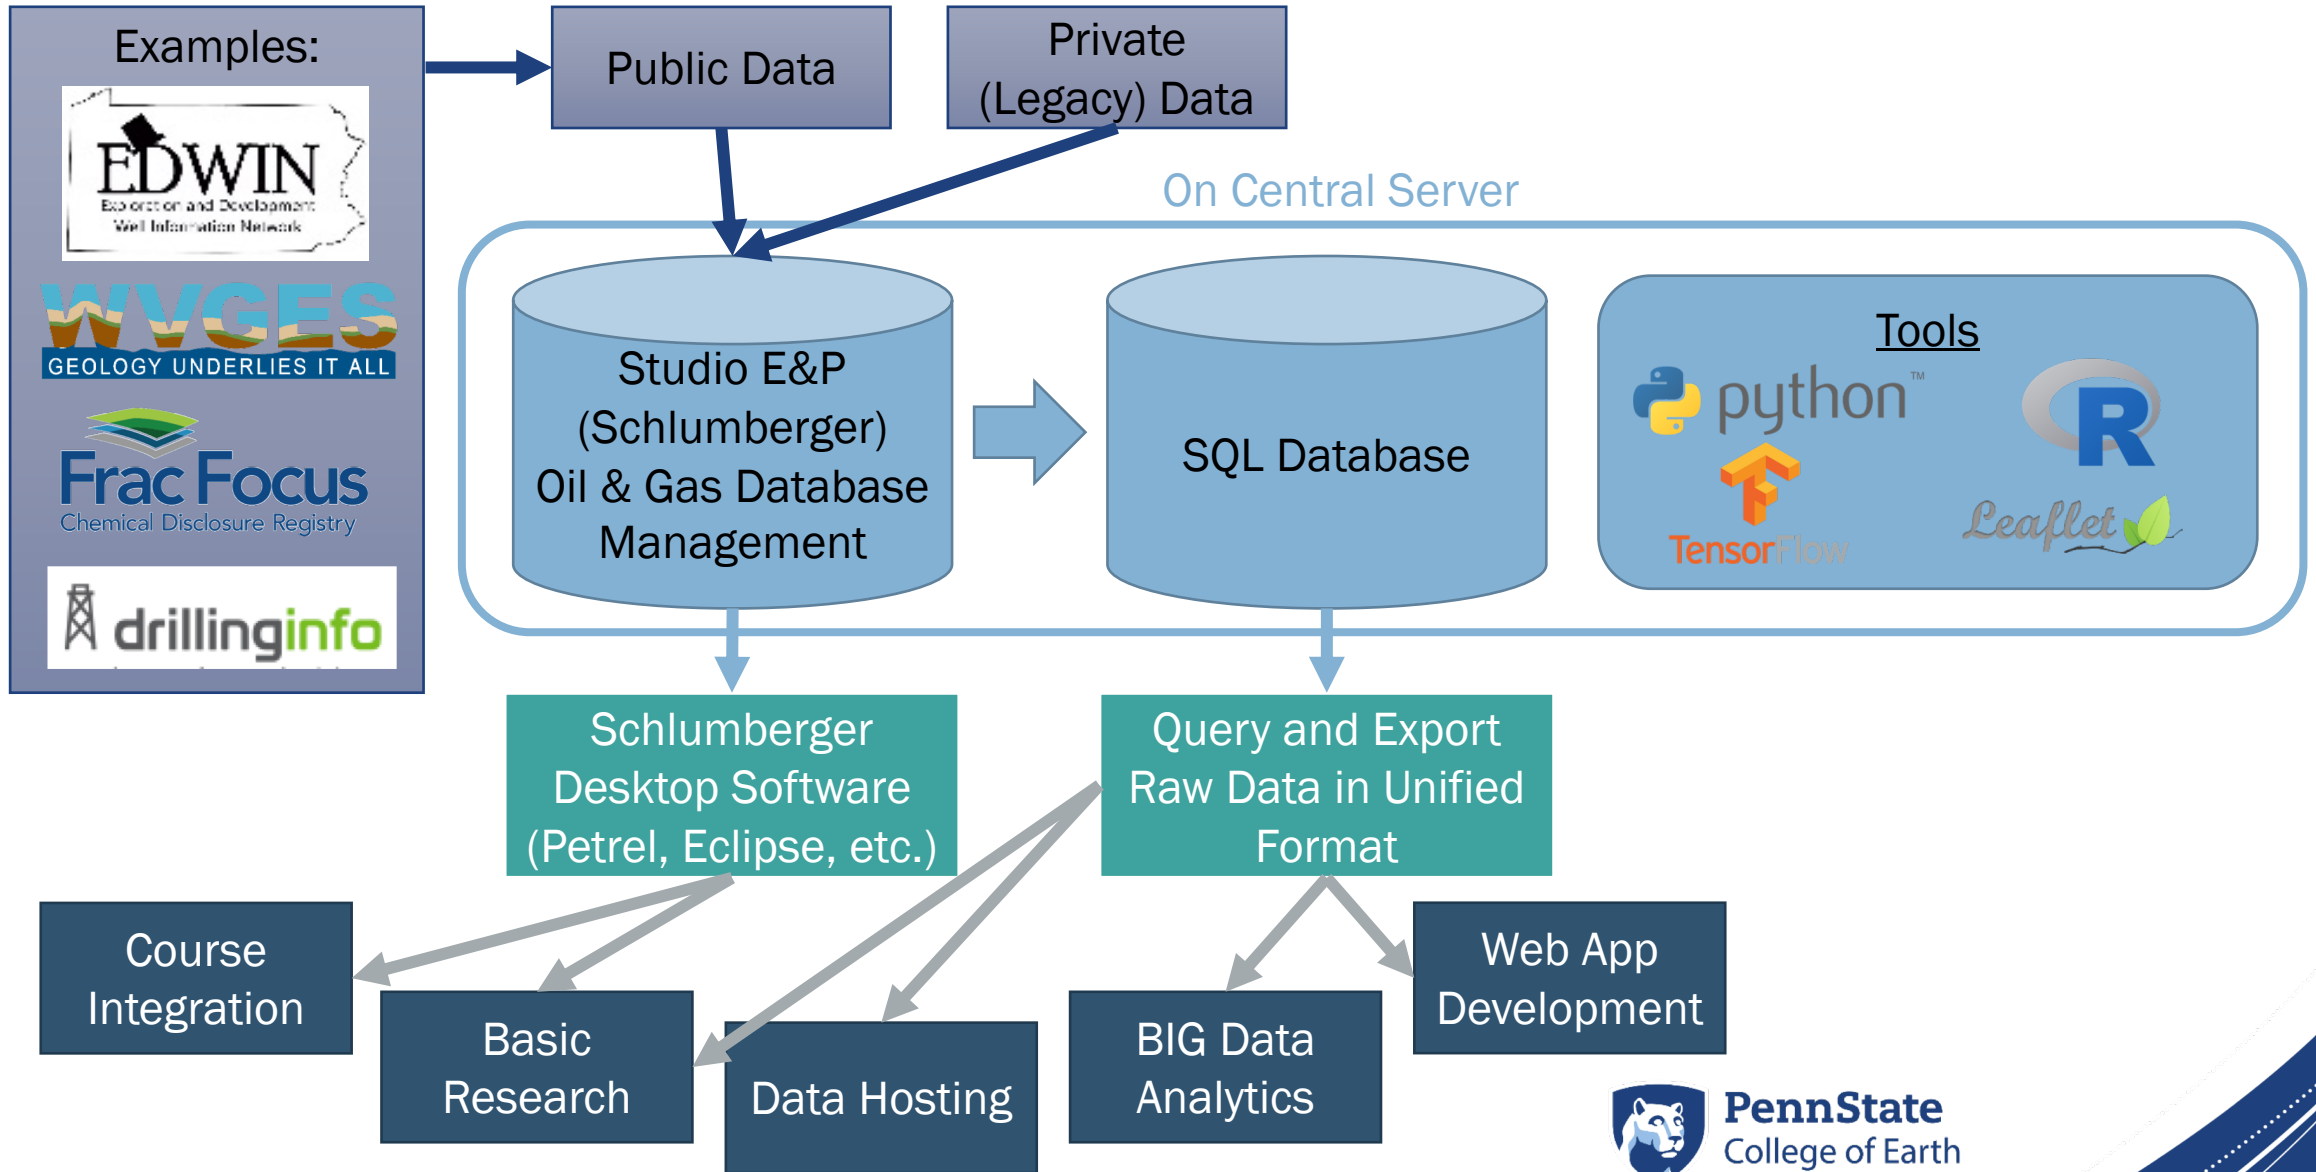 Examples:
EDWIN
Exploration and Development
Well Information Network
WVGES
GEOLOGY UNDERLIES IT ALL
Frac Focus
Chemical Disclosure Registry
drillinginfo
Public Data
Private
(Legacy) Data
On Central Server
Studio E&P
(Schlumberger)
Oil & Gas Database
Management
SQL Database
Tools
python™
R
TensorFlow
Leaflet
Schlumberger
Desktop Software
(Petrel, Eclipse, etc.)
Query and Export
Raw Data in Unified
Format
Course
Integration
Basic
Research
Data Hosting
BIG Data
Analytics
Web App
Development
PennState
College of Earth